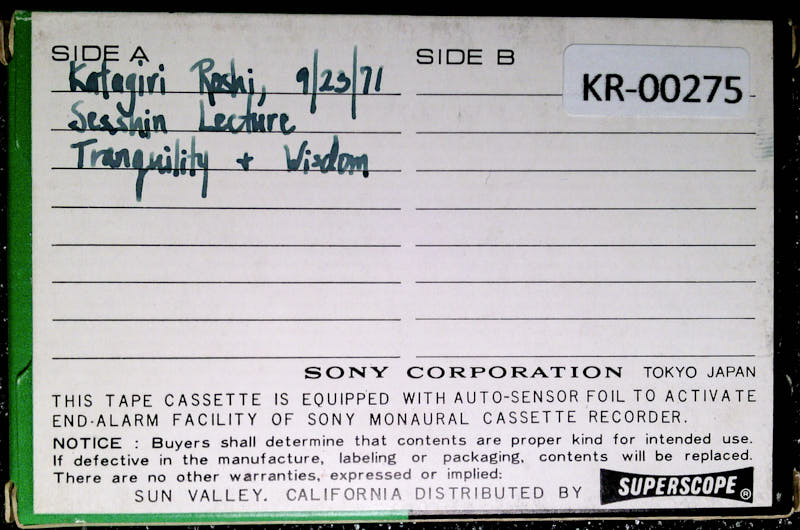 SIDE A
Katagiri Roshi, 9/23/71
Sesshin Lecture
Tranquility + Wisdom
SIDE B
KR-00275
SONY CORPORATION TOKYO JAPAN
THIS TAPE CASSETTE IS EQUIPPED WITH AUTO-SENSOR FOIL TO ACTIVATE
END-ALARM FACILITY OF SONY MONAURAL CASSETTE RECORDER.
NOTICE : Buyers shall determine that contents are proper kind for intended use.
If defective in the manufacture, labeling or packaging, contents will be replaced.
There are no other warranties, expressed or implied:
SUN VALLEY. CALIFORNIA DISTRIBUTED BY SUPERSCOPE®